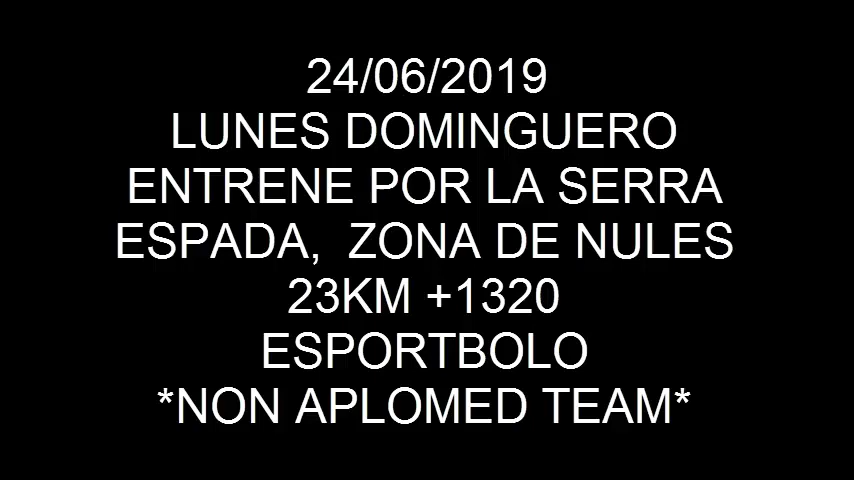 24/06/2019
LUNES DOMINGUERO
ENTRENE POR LA SERRA
ESPADA,  ZONA DE NULES
23KM +1320
ESPORTBOLO
*NON APLOMED TEAM*